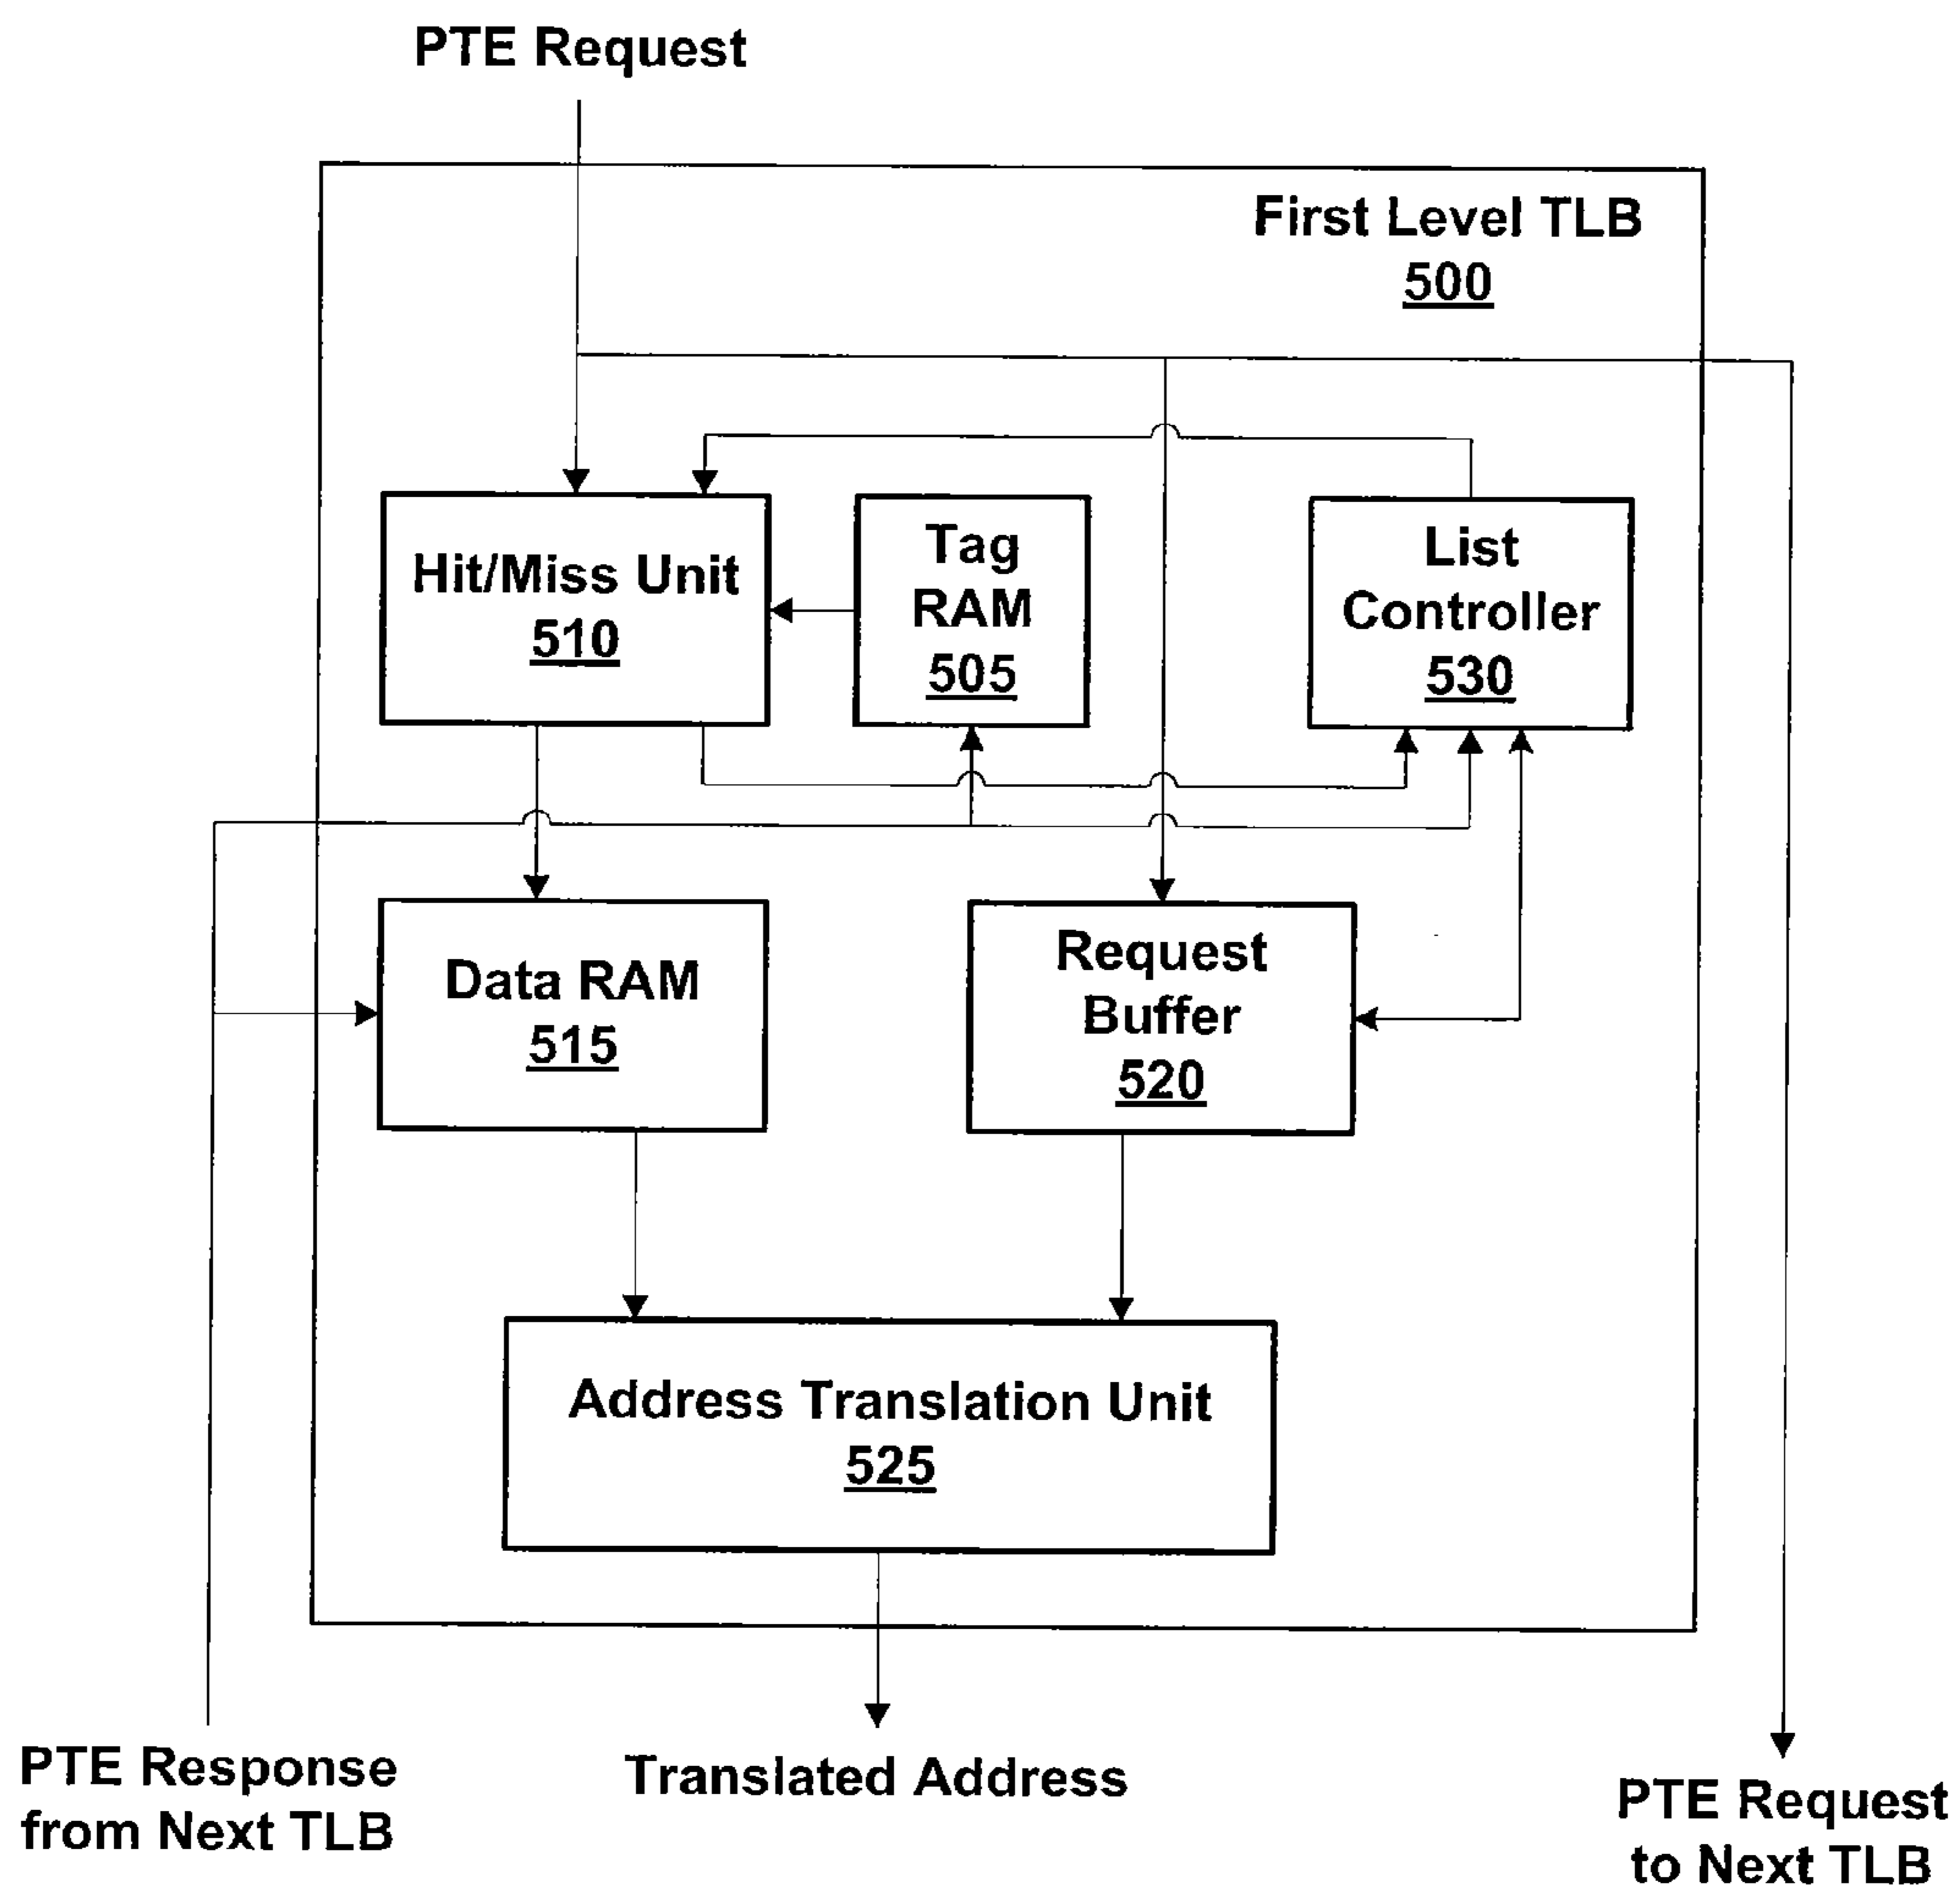 PTE Request
First Level TLB
500
Hit/Miss Unit
510
Tag
RAM
505
List
Controller
530
Data RAM
515
Request
Buffer
520
Address Translation Unit
525
PTE Response
from Next TLB
Translated Address
PTE Request
to Next TLB